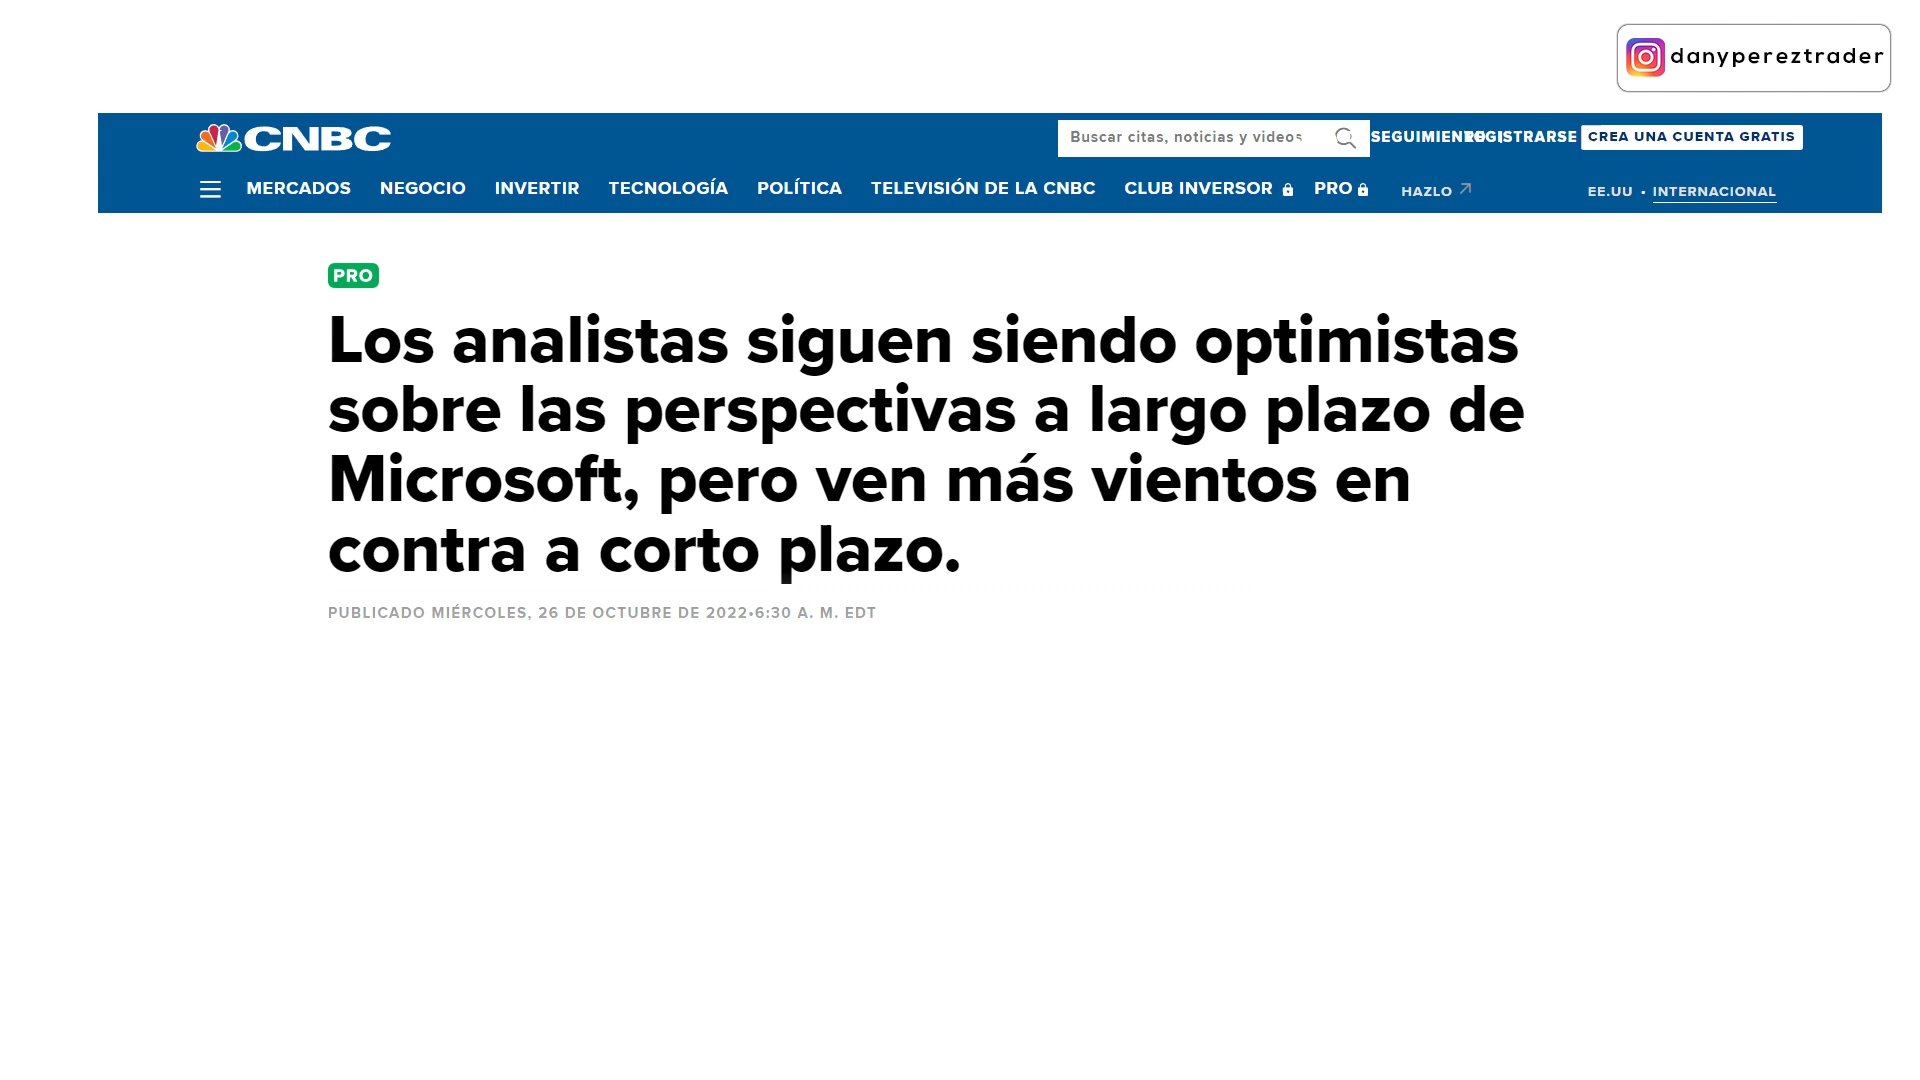 danypereztrader
CNBC
Buscar citas, noticias y videos
SEGUIMIENTO
REGISTRARSE
CREA UNA CUENTA GRATIS
MERCADOS NEGOCIO INVERTIR TECNOLOGÍA POLÍTICA TELEVISIÓN DE LA CNBC CLUB INVERSOR PRO HAZLO EE.UU • INTERNACIONAL
PRO
Los analistas siguen siendo optimistas
sobre las perspectivas a largo plazo de
Microsoft, pero ven más vientos en
contra a corto plazo.
PUBLICADO MIÉRCOLES, 26 DE OCTUBRE DE 2022•6:30 A. M. EDT